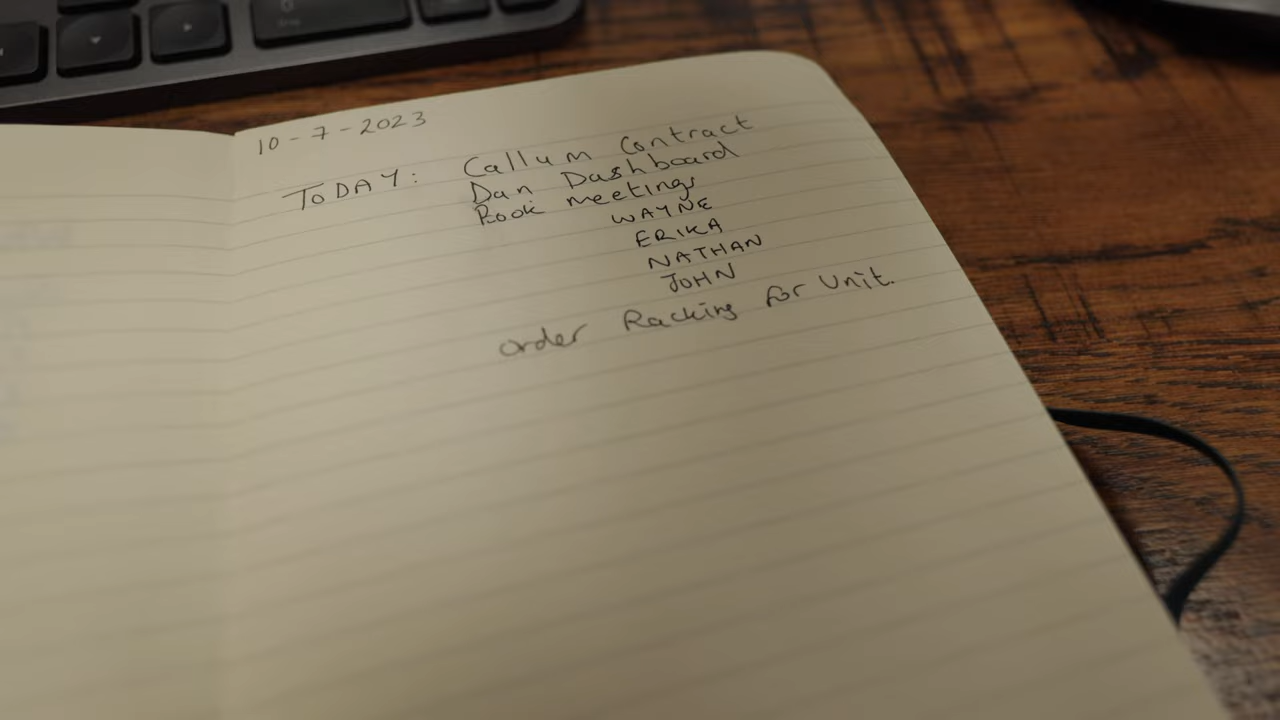 10-7-2023
TODAY: Callum Contract
Dan Dashboard
Book meetings
WAYNE
ERIKA
NATHAN
JOHN
order Racking for Unit.